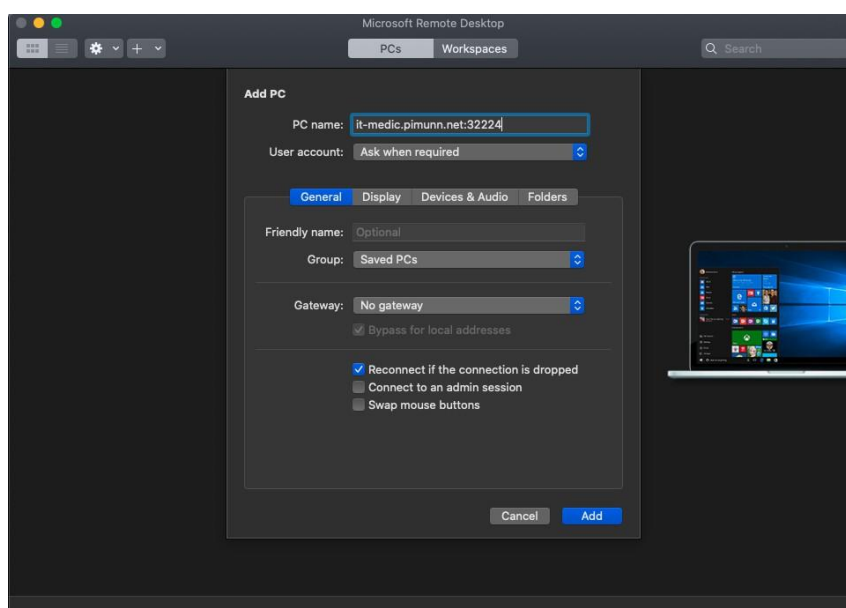 Microsoft Remote Desktop
PCs Workspaces Search
Add PC
PC name: it-medic.pimunn.net:32224
User account: Ask when required
General Display Devices & Audio Folders
Friendly name: Optional
Group: Saved PCs
Gateway: No gateway
Bypass for local addresses
Reconnect if the connection is dropped
Connect to an admin session
Swap mouse buttons
Cancel Add